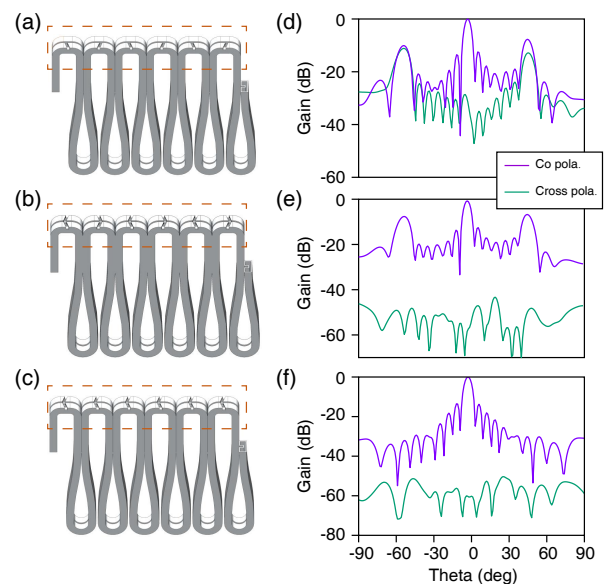 (a)
(d)
0
-20
-40
-60
Gain (dB)
Co pola.
Cross pola.
(b)
(e)
0
-20
-40
-60
Gain (dB)
(c)
(f)
0
-20
-40
-60
-80
Gain (dB)
-90 -60 -30 0 30 60 90
Theta (deg)